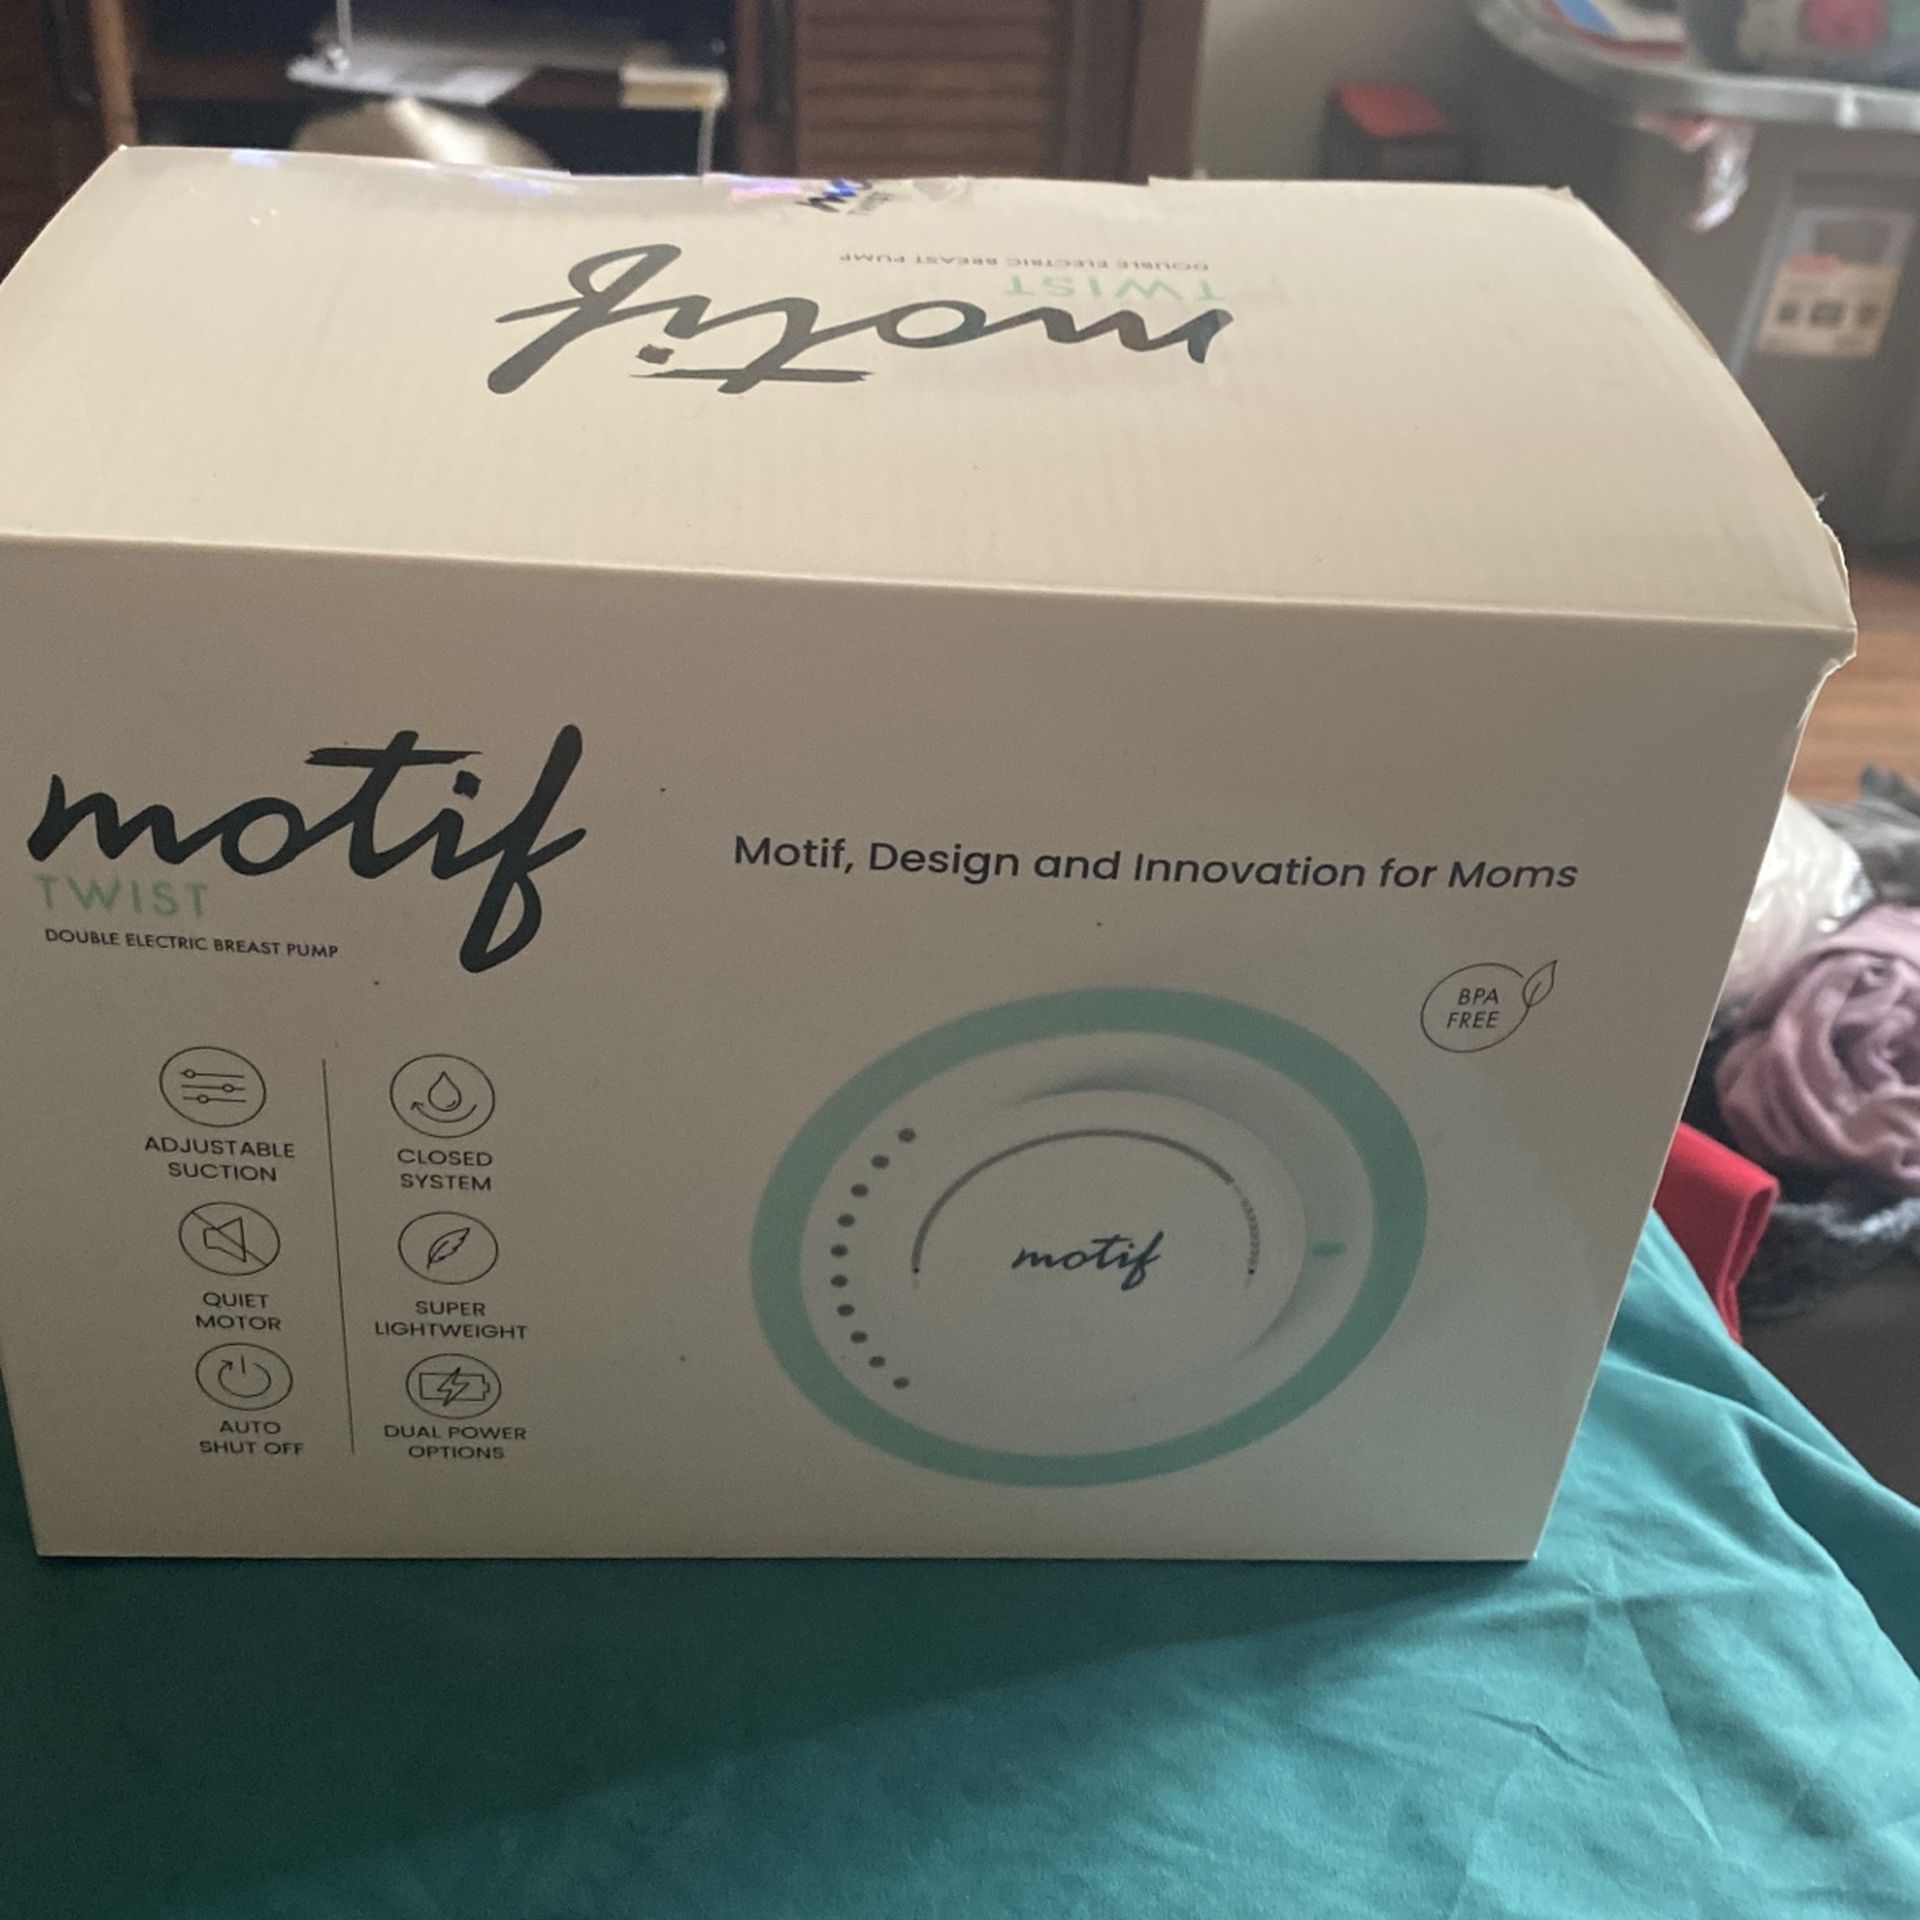 motif
TWIST
DOUBLE ELECTRIC BREAST PUMP
motif
TWIST
DOUBLE ELECTRIC BREAST PUMP
Motif, Design and Innovation for Moms
BPA
FREE
ADJUSTABLE
SUCTION
CLOSED
SYSTEM
QUIET
MOTOR
SUPER
LIGHTWEIGHT
AUTO
SHUT OFF
DUAL POWER
OPTIONS
motif